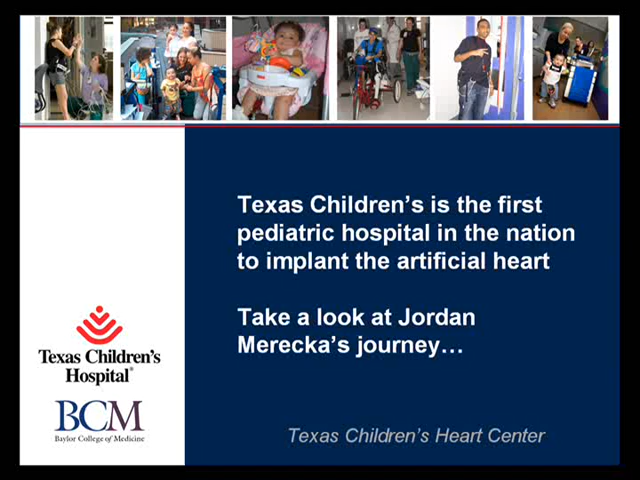 Texas Children's is the first
pediatric hospital in the nation
to implant the artificial heart
Take a look at Jordan
Merecka's journey…
Texas Children's
Hospital®
BCM
Baylor College of Medicine
Texas Children's Heart Center